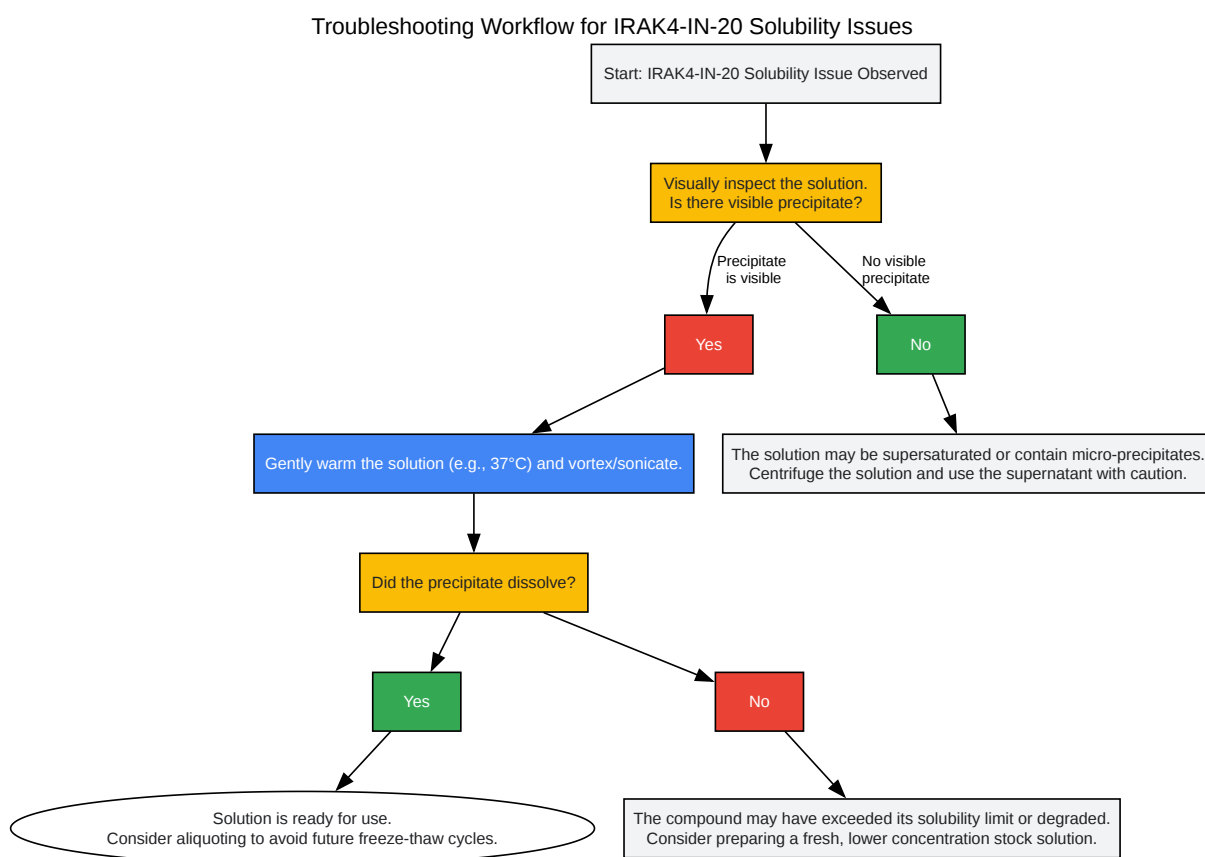 Troubleshooting Workflow for IRAK4-IN-20 Solubility Issues
Start: IRAK4-IN-20 Solubility Issue Observed
Visually inspect the solution.
Is there visible precipitate?
Precipitate
is visible
No visible
precipitate
Yes
No
Gently warm the solution (e.g., 37°C) and vortex/sonicate.
The solution may be supersaturated or contain micro-precipitates.
Centrifuge the solution and use the supernatant with caution.
Did the precipitate dissolve?
Yes
No
Solution is ready for use.
Consider aliquoting to avoid future freeze-thaw cycles.
The compound may have exceeded its solubility limit or degraded.
Consider preparing a fresh, lower concentration stock solution.